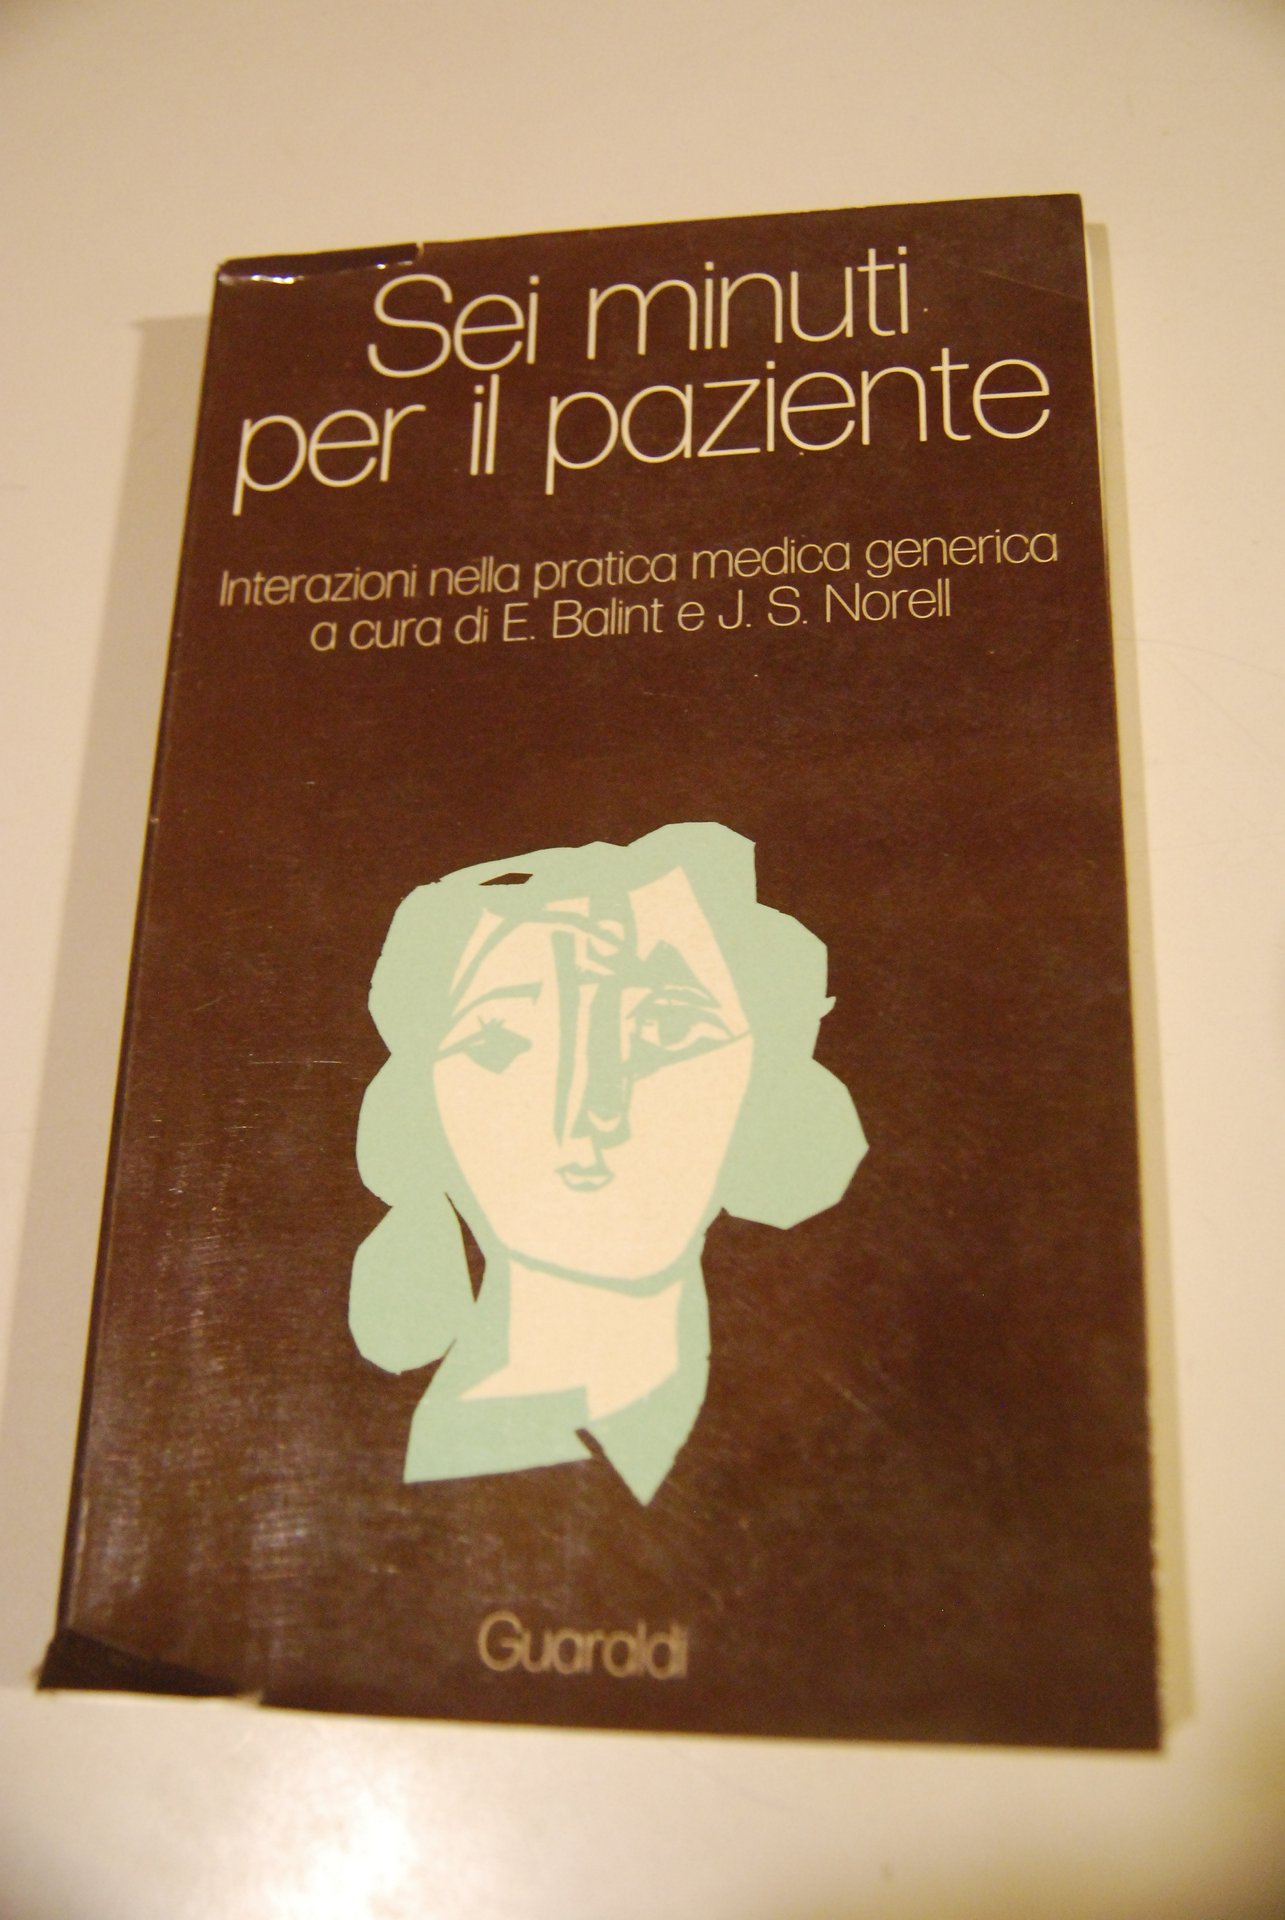 Sei minuti
per il paziente
Interazioni nella pratica medica generica
a cura di E. Balint e J. S. Norell
Guaraldi